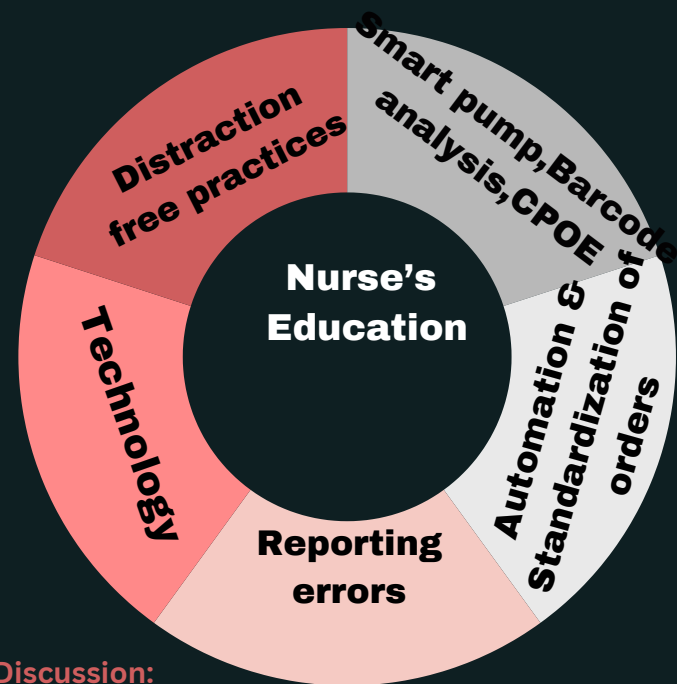 Smart pump,Barcode
analysis,CPOE
Distraction
free practices
Nurse’s
Education
Automation &
Standardization of
orders
Technology
Reporting
errors
Discussion: